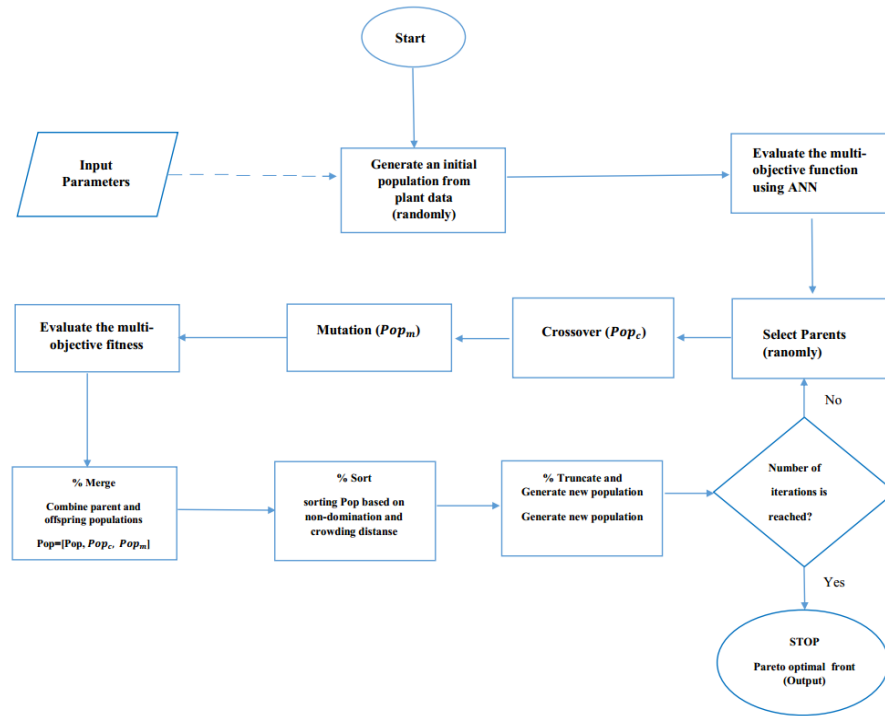 Start
Input
Parameters
Generate an initial
population from
plant data
(randomly)
Evaluate the multi-
objective function
using ANN
Select Parents
(ranomly)
Crossover (Pop_c)
Mutation (Pop_m)
Evaluate the multi-
objective fitness
% Merge
Combine parent and
offspring populations
Pop=[Pop, Pop_c, Pop_m]
% Sort
sorting Pop based on
non-domination and
crowding distanse
% Truncate and
Generate new population
Generate new population
Number of
iterrations is
reached?
No
Yes
STOP
Pareto optimal front
(Output)